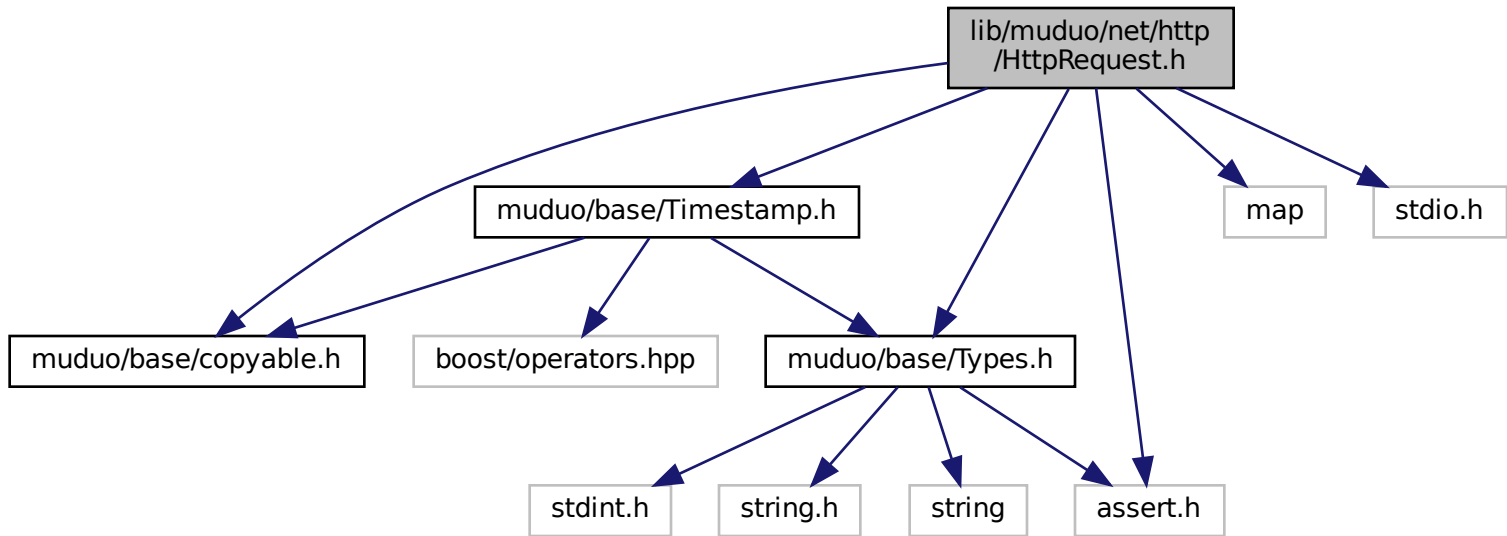 lib/muduo/net/http
/HttpRequest.h
muduo/base/Timestamp.h
map
stdio.h
muduo/base/copyable.h
boost/operators.hpp
muduo/base/Types.h
stdint.h
string.h
string
assert.h